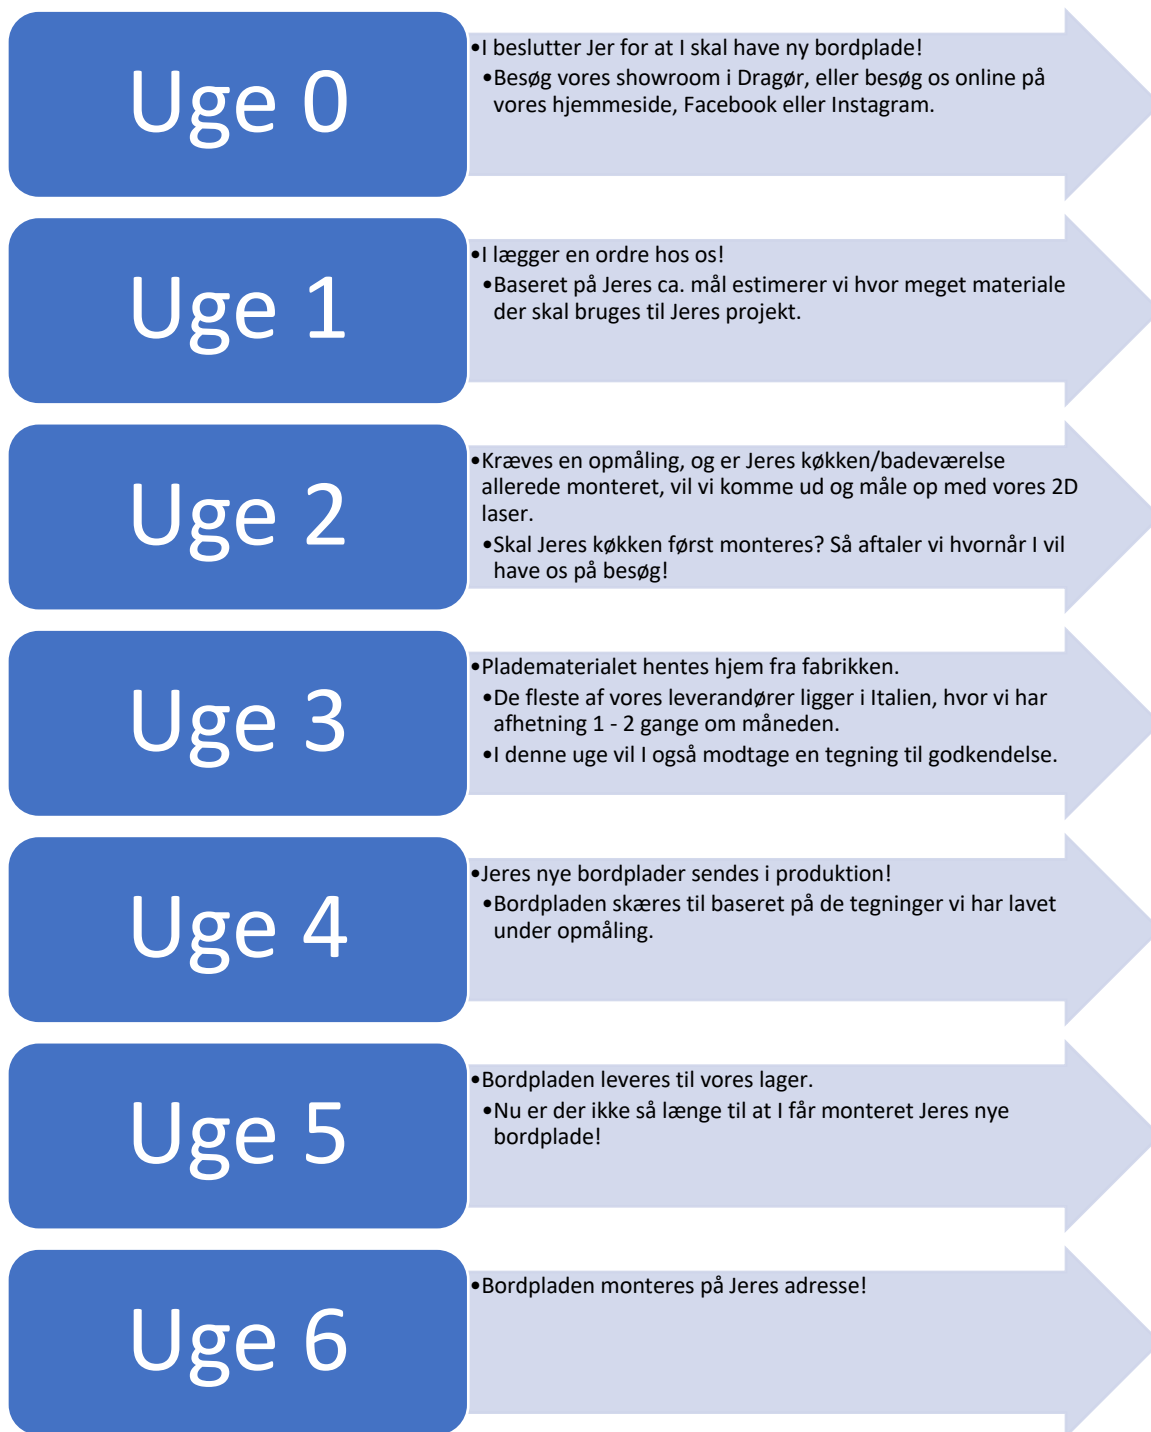 Uge 0
•I beslutter Jer for at I skal have ny bordplade!
•Besøg vores showroom i Dragør, eller besøg os online på
vores hjemmeside, Facebook eller Instagram.
Uge 1
•I lægger en ordre hos os!
•Baseret på Jeres ca. mål estimerer vi hvor meget materiale
der skal bruges til Jeres projekt.
Uge 2
•Kræves en opmåling, og er Jeres køkken/badeværelse
allerede monteret, vil vi komme ud og måle op med vores 2D
laser.
•Skal Jeres køkken først monteres? Så aftaler vi hvornår I vil
have os på besøg!
Uge 3
•Pladematerialet hentes hjem fra fabrikken.
•De fleste af vores leverandører ligger i Italien, hvor vi har
afhetning 1 - 2 gange om måneden.
•I denne uge vil I også modtage en tegning til godkendelse.
Uge 4
•Jeres nye bordplader sendes i produktion!
•Bordpladen skæres til baseret på de tegninger vi har lavet
under opmåling.
Uge 5
•Bordpladen leveres til vores lager.
•Nu er der ikke så længe til at I får monteret Jeres nye
bordplade!
Uge 6
•Bordpladen monteres på Jeres adresse!